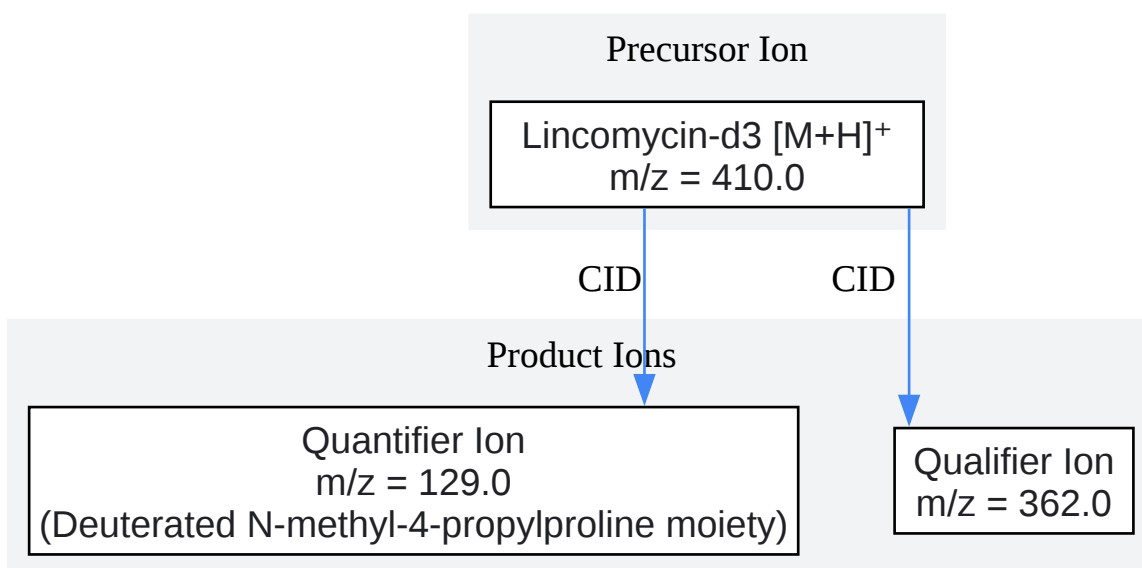 Precursor Ion
Lincomycin-d3 [M+H]⁺
m/z = 410.0
CID
CID
Product Ions
Quantifier Ion
m/z = 129.0
(Deuterated N-methyl-4-propylproline moiety)
Qualifier Ion
m/z = 362.0